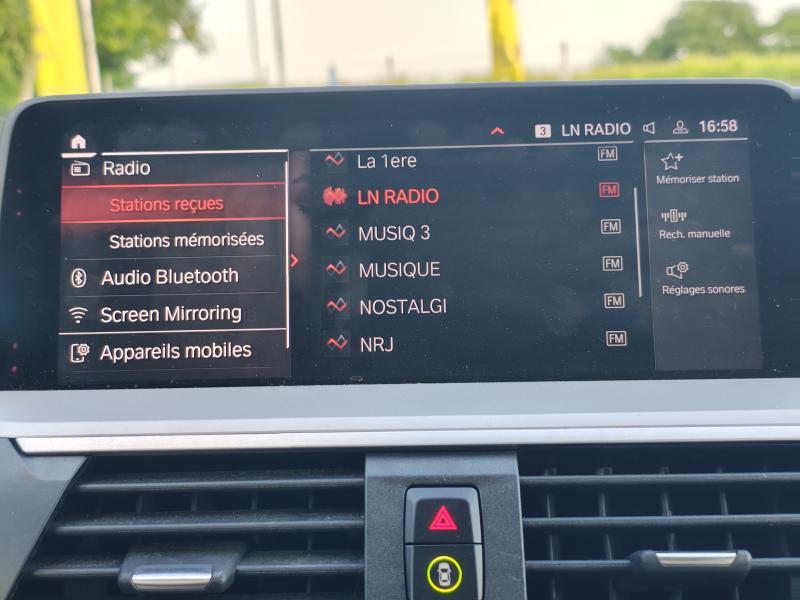 3 LN RADIO 16:58
Radio
Stations reçues
Stations mémorisées
Audio Bluetooth
Screen Mirroring
Appareils mobiles
La 1ere FM
LN RADIO FM
MUSIQ 3 FM
MUSIQUE FM
NOSTALGI FM
NRJ FM
Mémoriser station
Rech. manuelle
Réglages sonores